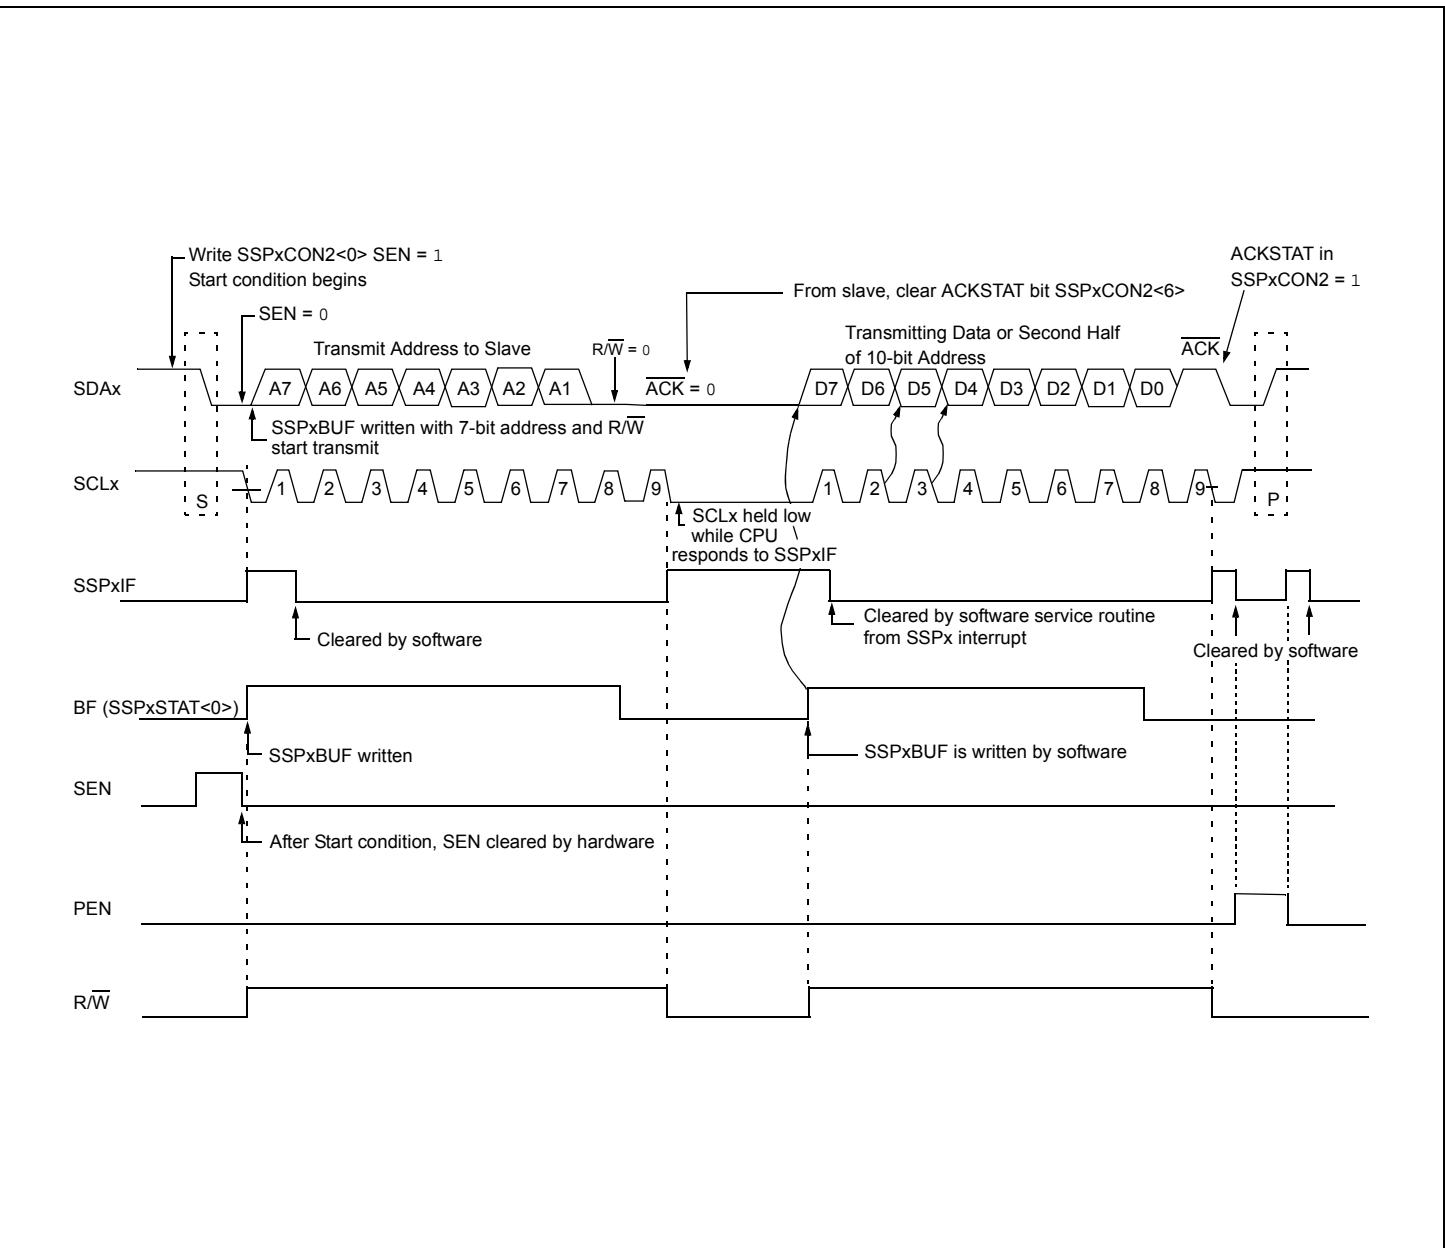 Write SSPxCON2<0> SEN = 1
Start condition begins
ACKSTAT in
SSPxCON2 = 1
From slave, clear ACKSTAT bit SSPxCON2<6>
SEN = 0
Transmitting Data or Second Half
of 10-bit Address
Transmit Address to Slave
R/W = 0
ACK
SDAx
A7 A6 A5 A4 A3 A2 A1
ACK = 0
D7 D6 D5 D4 D3 D2 D1 D0
SSPxBUF written with 7-bit address and R/W
start transmit
SCLx
S
1 2 3 4 5 6 7 8 9
1 2 3 4 5 6 7 8 9
P
SCLx held low
while CPU
responds to SSPxIF
SSPxIF
Cleared by software
Cleared by software service routine
from SSPx interrupt
Cleared by software
BF (SSPxSTAT<0>)
SSPxBUF written
SSPxBUF is written by software
SEN
After Start condition, SEN cleared by hardware
PEN
R/W